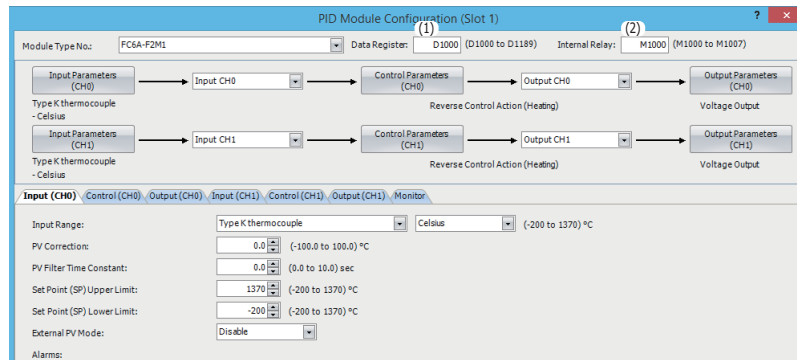 PID Module Configuration (Slot 1)
? ×
(1) (2)
Module Type No.: FC6A-F2M1 Data Register: D1000 (D1000 to D1189) Internal Relay: M1000 (M1000 to M1007)
Input Parameters (CH0) Input CH0 Control Parameters (CH0) Output CH0 Output Parameters (CH0)
Type K thermocouple
- Celsius
Reverse Control Action (Heating) Voltage Output
Input Parameters (CH1) Input CH1 Control Parameters (CH1) Output CH1 Output Parameters (CH1)
Type K thermocouple
- Celsius
Reverse Control Action (Heating) Voltage Output
Input (CH0) Control (CH0) Output (CH0) Input (CH1) Control (CH1) Output (CH1) Monitor
Input Range: Type K thermocouple Celsius (-200 to 1370) °C
PV Correction: 0.0 (-100.0 to 100.0) °C
PV Filter Time Constant: 0.0 (0.0 to 10.0) sec
Set Point (SP) Upper Limit: 1370 (-200 to 1370) °C
Set Point (SP) Lower Limit: -200 (-200 to 1370) °C
External PV Mode: Disable
Alarms: